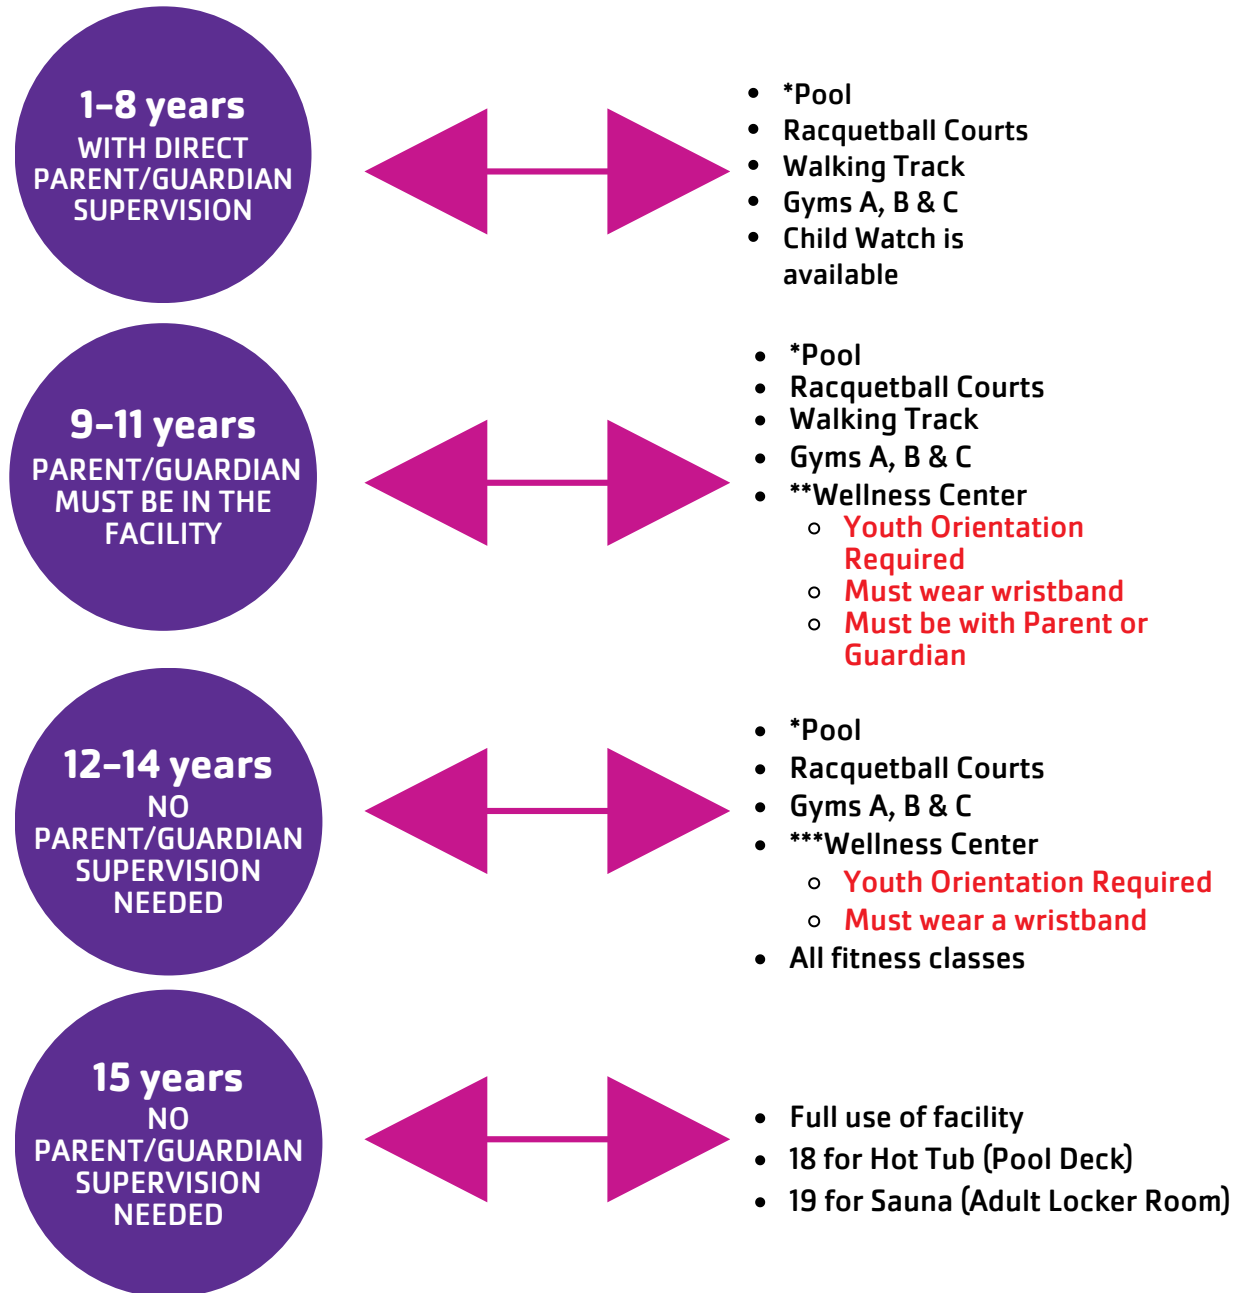 1-8 years
WITH DIRECT
PARENT/GUARDIAN
SUPERVISION
*Pool
Racquetball Courts
Walking Track
Gyms A, B & C
Child Watch is
available
9-11 years
PARENT/GUARDIAN
MUST BE IN THE
FACILITY
*Pool
Racquetball Courts
Walking Track
Gyms A, B & C
**Wellness Center
Youth Orientation
Required
Must wear wristband
Must be with Parent or
Guardian
12-14 years
NO
PARENT/GUARDIAN
SUPERVISION
NEEDED
*Pool
Racquetball Courts
Gyms A, B & C
***Wellness Center
Youth Orientation Required
Must wear a wristband
All fitness classes
15 years
NO
PARENT/GUARDIAN
SUPERVISION
NEEDED
Full use of facility
18 for Hot Tub (Pool Deck)
19 for Sauna (Adult Locker Room)